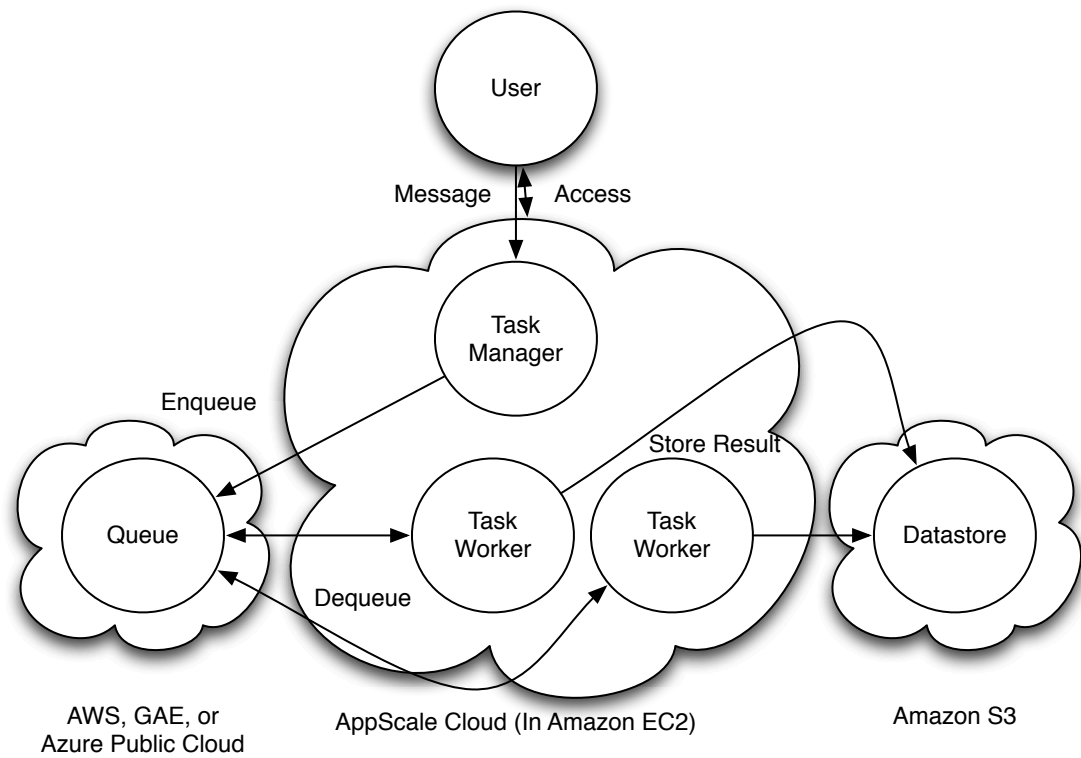 User
Message
Access
Task
Manager
Enqueue
Store Result
Queue
Task
Worker
Task
Worker
Datastore
Dequeue
AWS, GAE, or
Azure Public Cloud
AppScale Cloud (In Amazon EC2)
Amazon S3